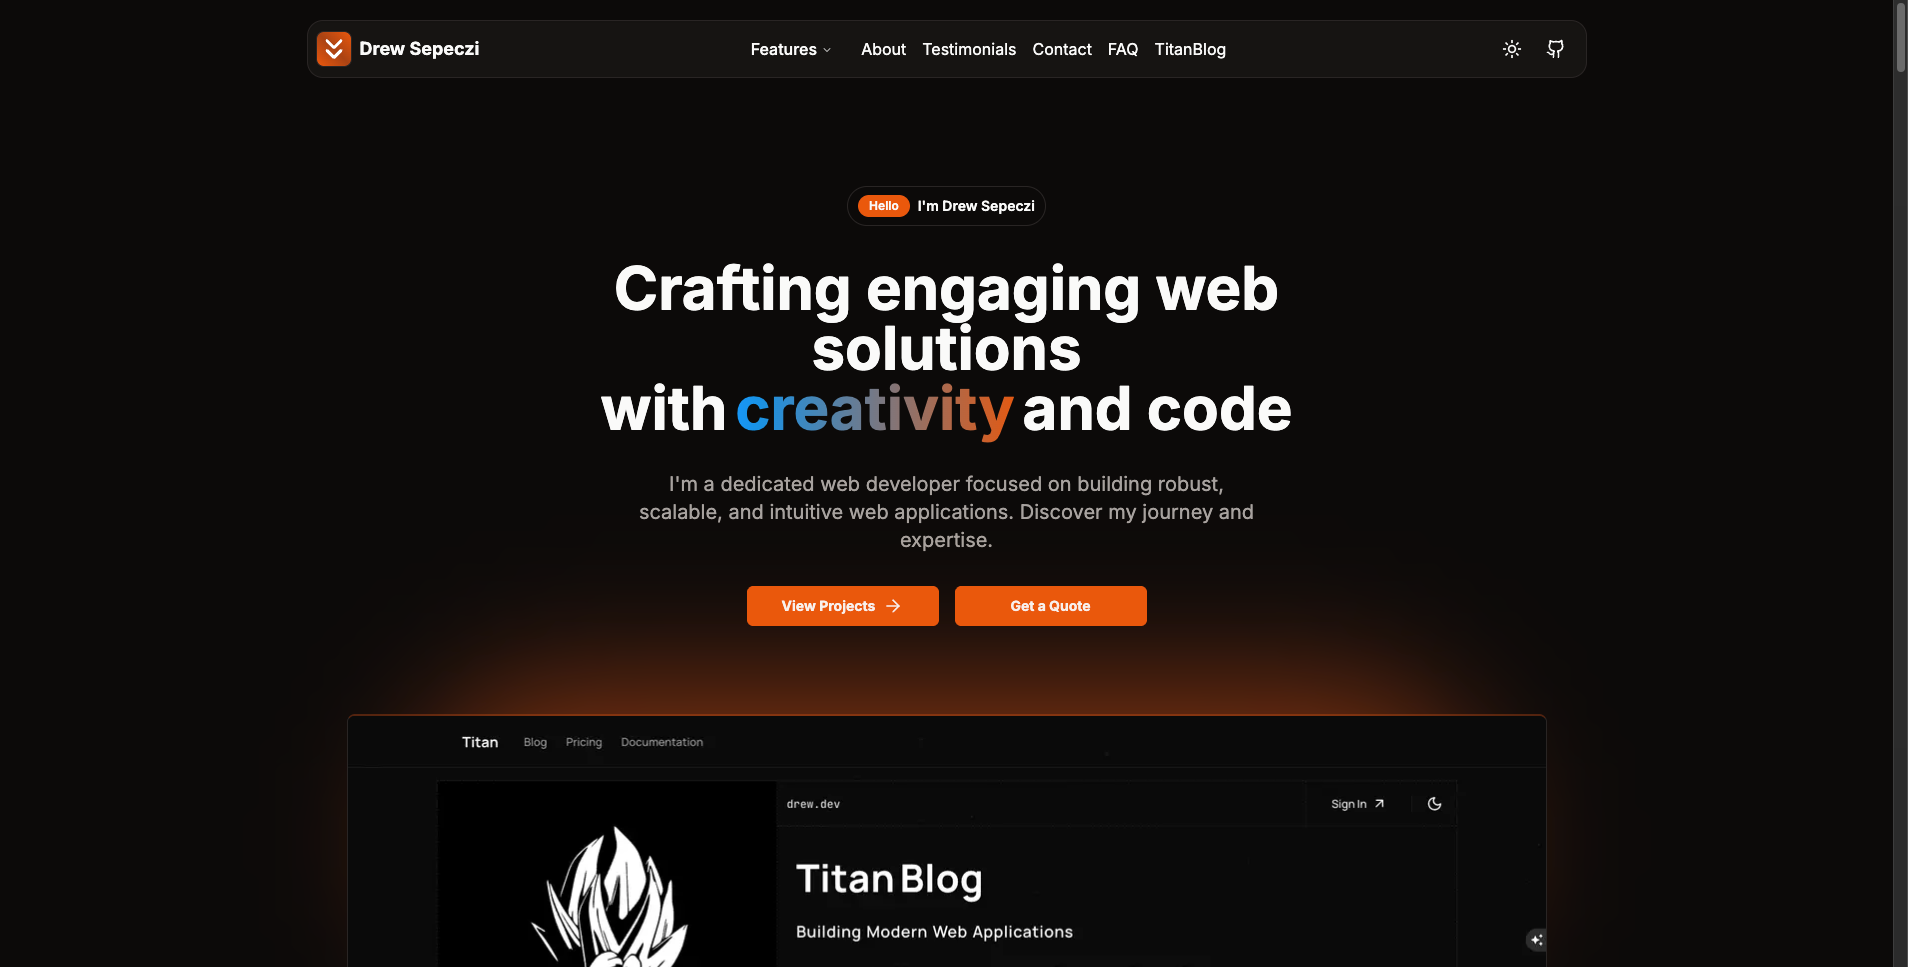 Drew Sepeczi
Features
About
Testimonials
Contact
FAQ
TitanBlog
Hello I'm Drew Sepeczi
Crafting engaging web
solutions
with creativity and code
I'm a dedicated web developer focused on building robust,
scalable, and intuitive web applications. Discover my journey and
expertise.
View Projects
Get a Quote
Titan
Blog
Pricing
Documentation
drew.dev
Sign In
Titan Blog
Building Modern Web Applications